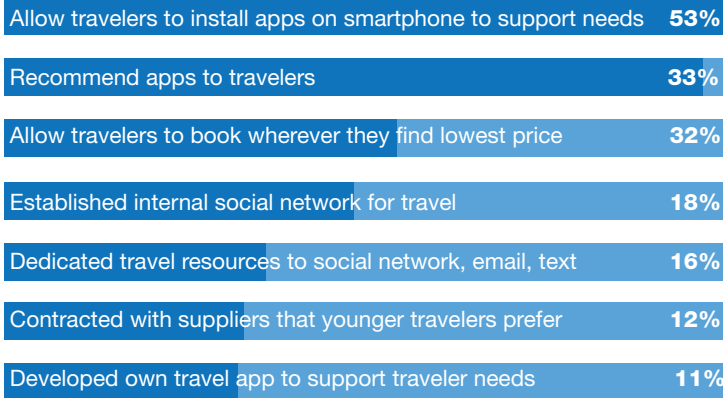 Allow travelers to install apps on smartphone to support needs 53%
Recommend apps to travelers 33%
Allow travelers to book wherever they find lowest price 32%
Established internal social network for travel 18%
Dedicated travel resources to social network, email, text 16%
Contracted with suppliers that younger travelers prefer 12%
Developed own travel app to support traveler needs 11%